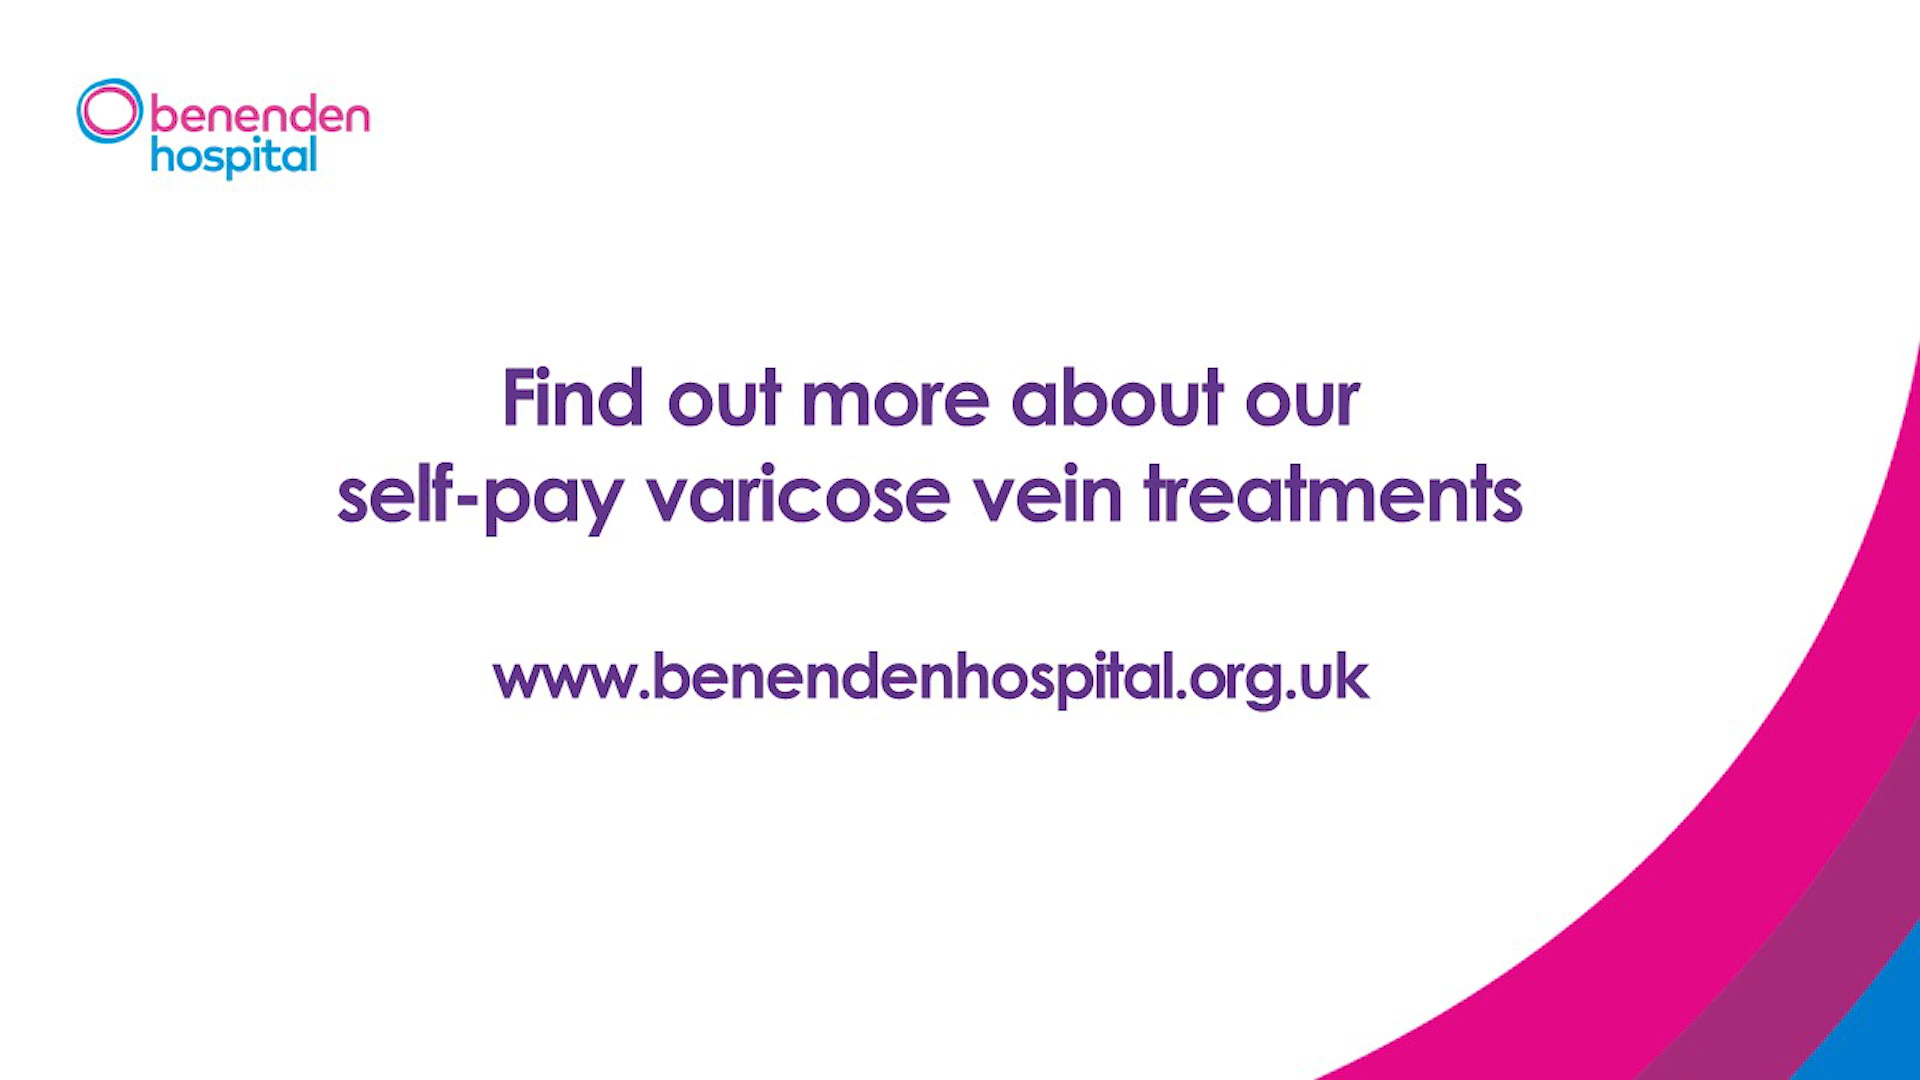 benenden
hospital
Find out more about our
self-pay varicose vein treatments
www.benendenhospital.org.uk